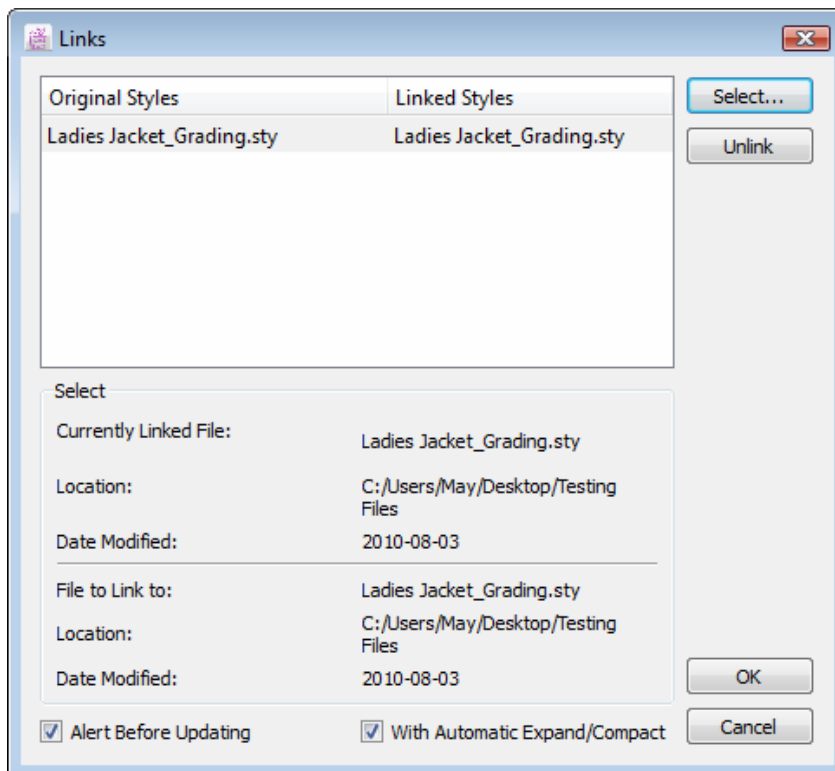 Links
Original Styles Linked Styles Select...
Ladies Jacket_Grading.sty Ladies Jacket_Grading.sty
Unlink
Select
Currently Linked File: Ladies Jacket_Grading.sty
Location: C:/Users/May/Desktop/Testing
Files
Date Modified: 2010-08-03
File to Link to: Ladies Jacket_Grading.sty
Location: C:/Users/May/Desktop/Testing
Files
Date Modified: 2010-08-03
OK
Alert Before Updating With Automatic Expand/Compact Cancel